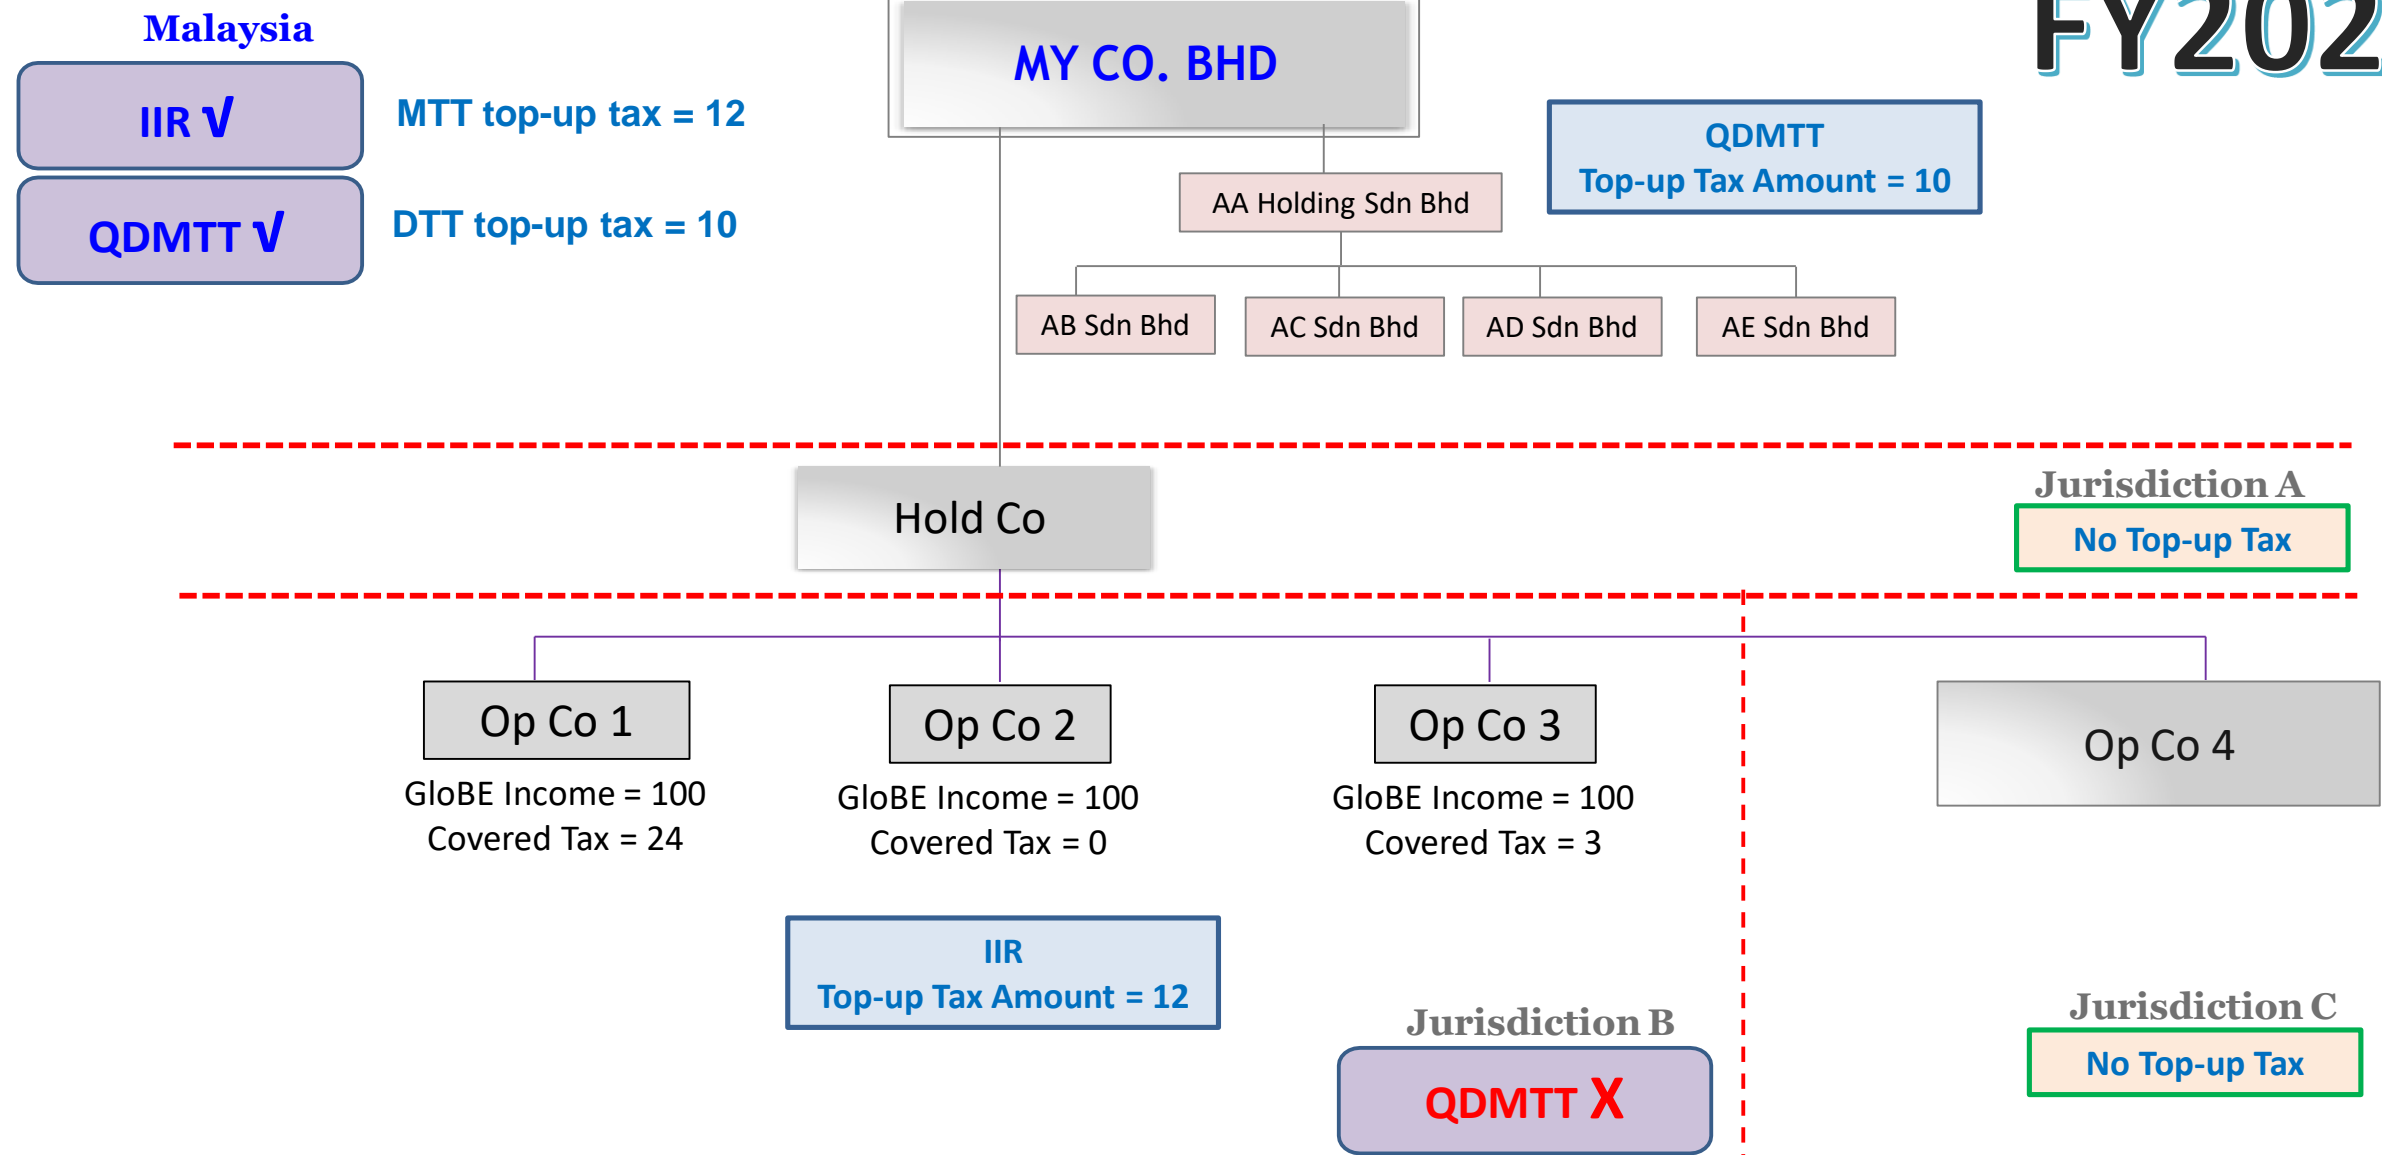 Malaysia
IIR √
QDMTT √
MTT top-up tax = 12
DTT top-up tax = 10
MY CO. BHD
FY202
QDMTT
Top-up Tax Amount = 10
AA Holding Sdn Bhd
AB Sdn Bhd
AC Sdn Bhd
AD Sdn Bhd
AE Sdn Bhd
Hold Co
Jurisdiction A
No Top-up Tax
Op Co 1
GloBE Income = 100
Covered Tax = 24
Op Co 2
GloBE Income = 100
Covered Tax = 0
Op Co 3
GloBE Income = 100
Covered Tax = 3
Op Co 4
IIR
Top-up Tax Amount = 12
Jurisdiction B
QDMTT X
Jurisdiction C
No Top-up Tax